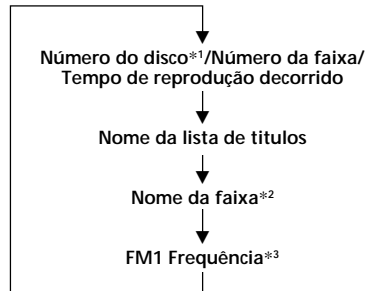 Número do disco*1/Número da faixa/
Tempo de reprodução decorrido
Nome da lista de titulos
Nome da faixa*2
FM1 Frequência*3